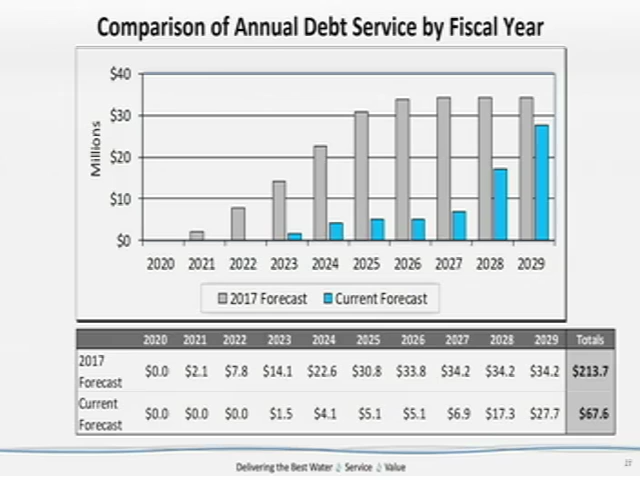 Comparison of Annual Debt Service by Fiscal Year
$40
$30
$20
$10
$0
Millions
2020 2021 2022 2023 2024 2025 2026 2027 2028 2029
2017 Forecast Current Forecast
2020 2021 2022 2023 2024 2025 2026 2027 2028 2029 Totals
2017 Forecast $0.0 $2.1 $7.8 $14.1 $22.6 $30.8 $33.8 $34.2 $34.2 $34.2 $213.7
Current Forecast $0.0 $0.0 $0.0 $1.5 $4.1 $5.1 $5.1 $6.9 $17.3 $27.7 $67.6
Delivering the Best Water Service Value